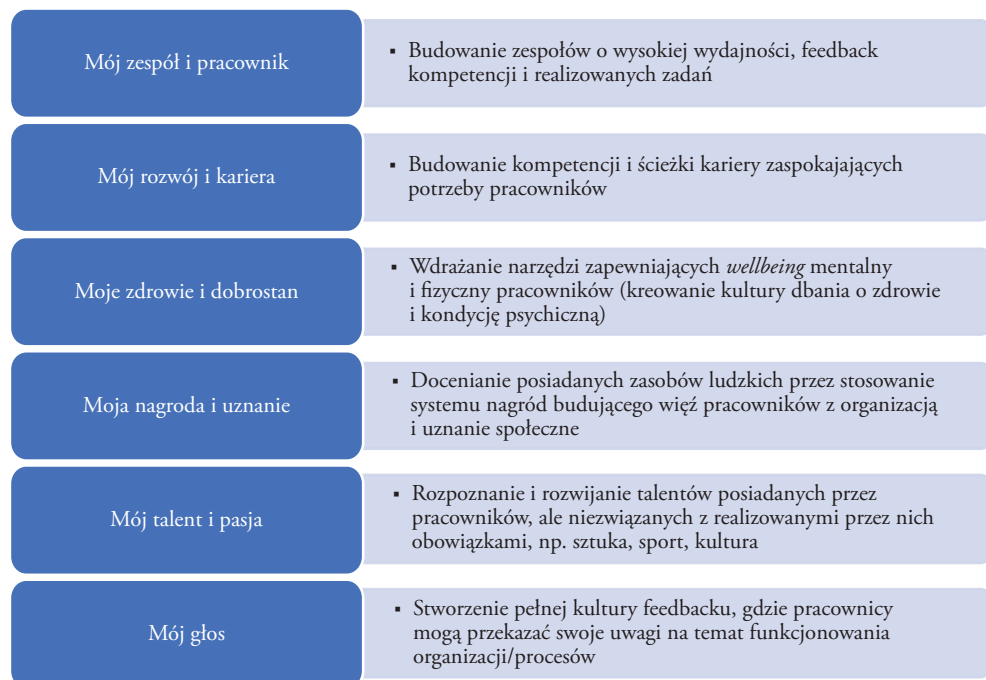 Mój zespół i pracownik
▪ Budowanie zespołów o wysokiej wydajności, feedback
kompetencji i realizowanych zadań
Mój rozwój i kariera
▪ Budowanie kompetencji i ścieżki kariery zaspokajających
potrzeby pracowników
Moje zdrowie i dobrostan
▪ Wdrażanie narzędzi zapewniających wellbeing mentalny
i fizyczny pracowników (kreowanie kultury dbania o zdrowie
i kondycję psychiczną)
Moja nagroda i uznanie
▪ Docenianie posiadanych zasobów ludzkich przez stosowanie
systemu nagród budującego więź pracowników z organizacją
i uznanie społeczne
Mój talent i pasja
▪ Rozpoznanie i rozwijanie talentów posiadanych przez
pracowników, ale niezwiązanych z realizowanymi przez nich
obowiązkami, np. sztuka, sport, kultura
Mój głos
▪ Stworzenie pełnej kultury feedbacku, gdzie pracownicy
mogą przekazać swoje uwagi na temat funkcjonowania
organizacji/procesów